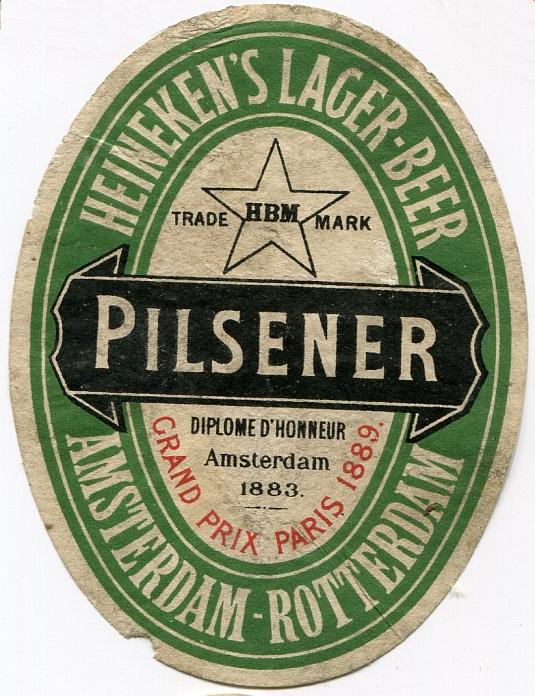 HEINEKEN'S LAGER-BEER
TRADE HBM MARK
PILSENER
DIPLOME D'HONNEUR
Amsterdam
1883.
GRAND PRIX PARIS 1889.
AMSTERDAM-ROTTERDAM